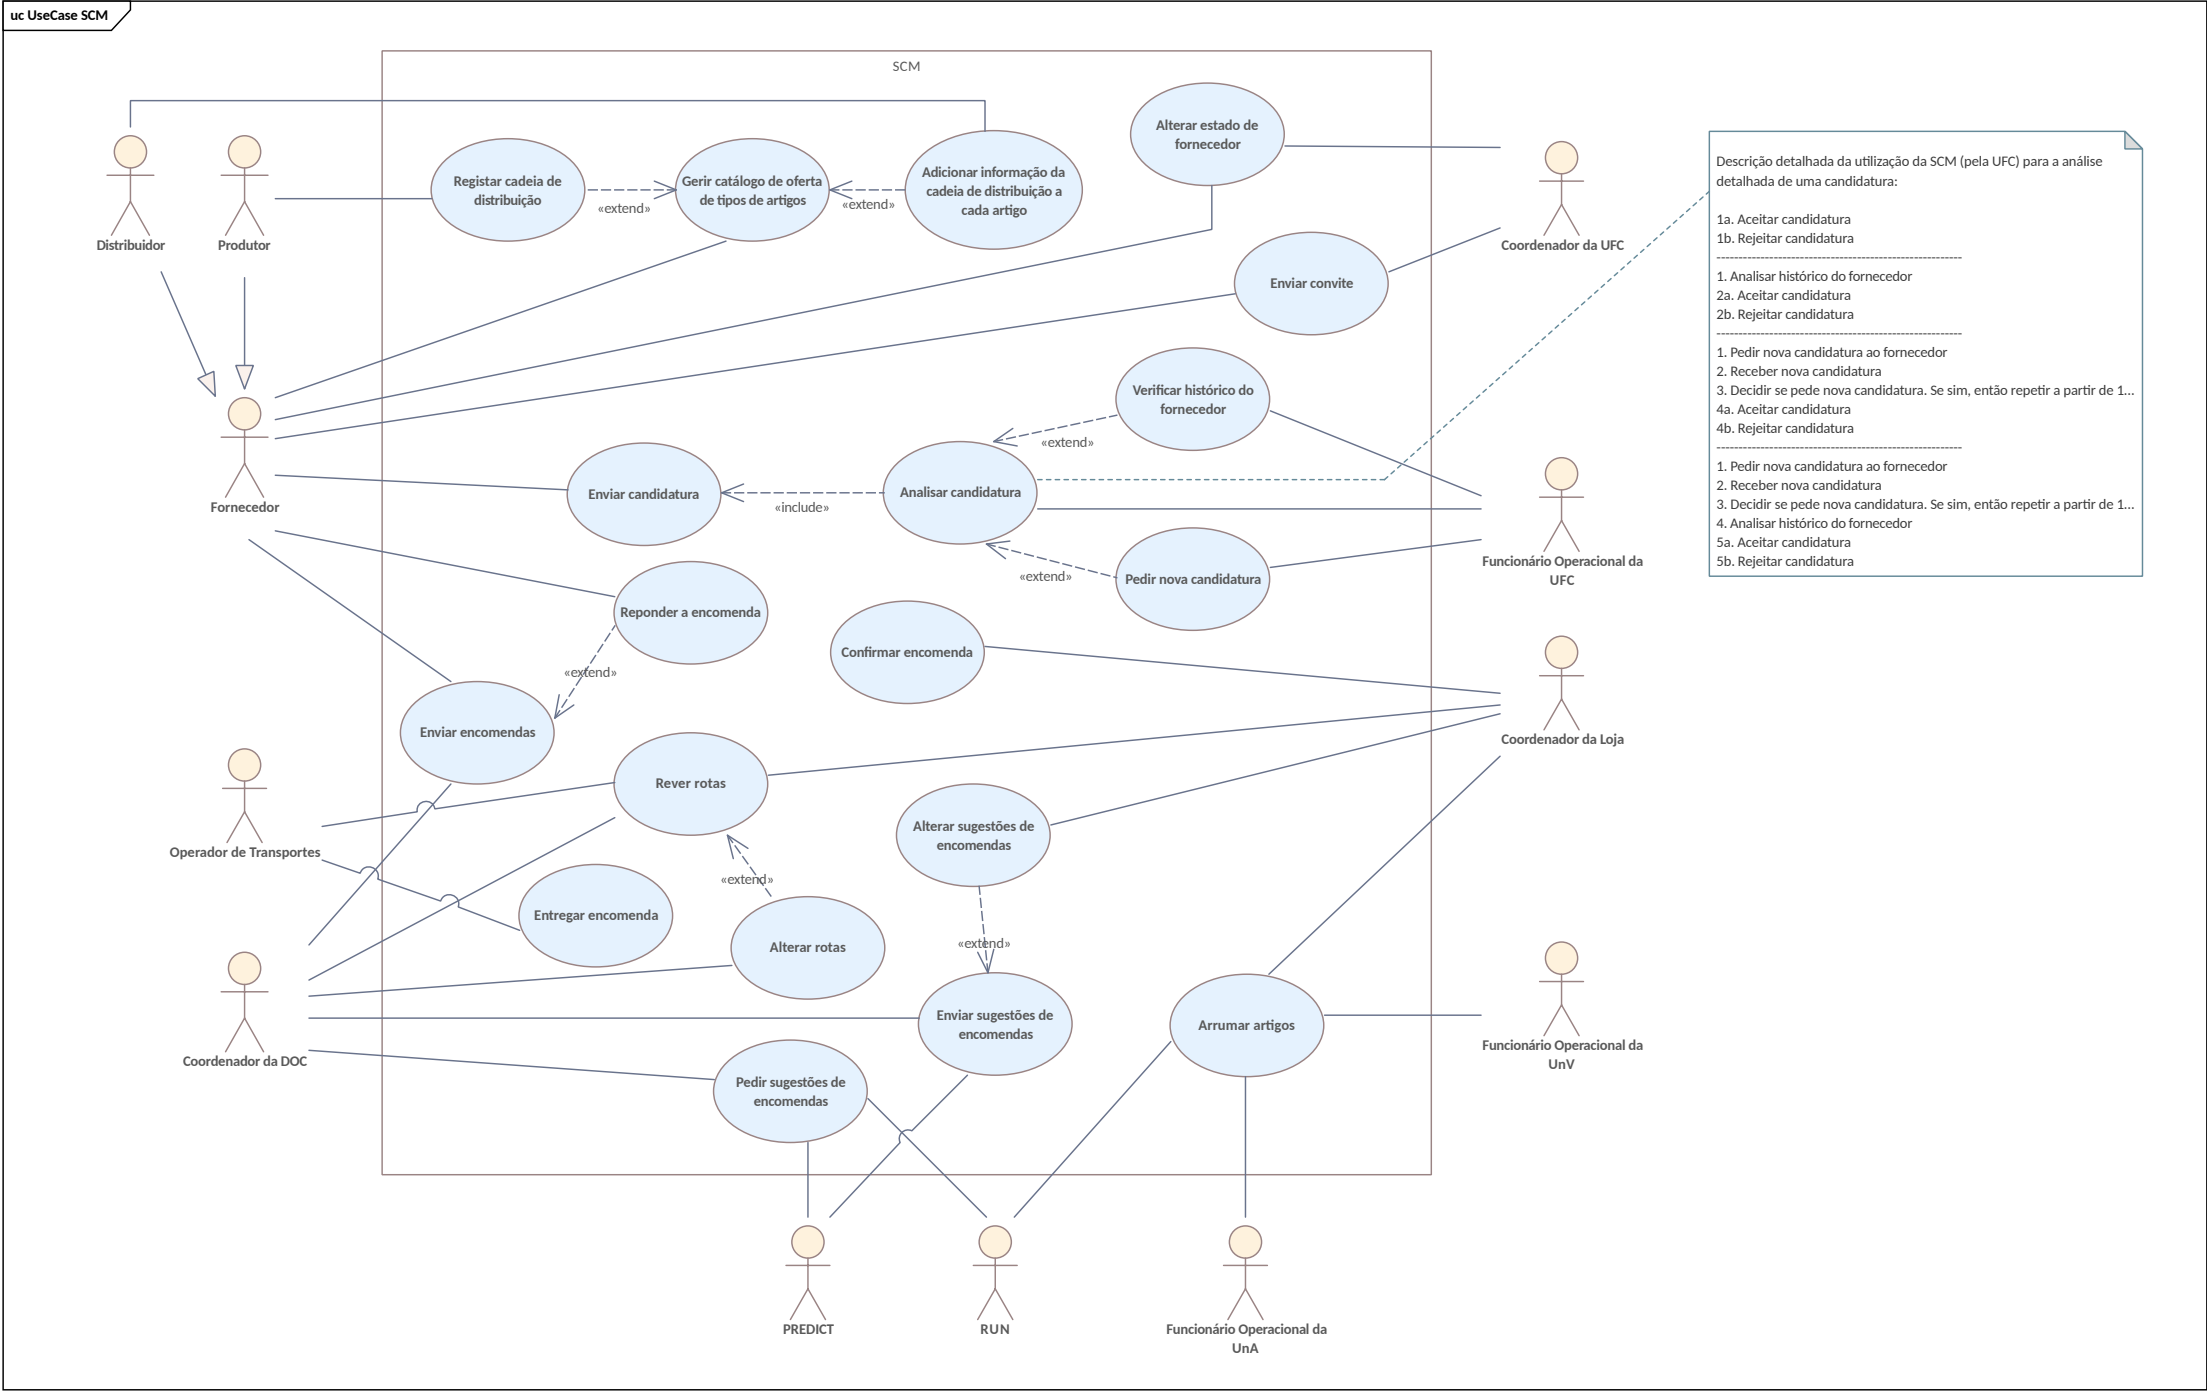 uc UseCase SCM
SCM
Distribuidor
Produtor
Registar cadeia de
distribuição
«extend»
Gerir catálogo de oferta
de tipos de artigos
«extend»
Adicionar informação da
cadeia de distribuição a
cada artigo
Alterar estado de
fornecedor
Coordenador da UFC
Enviar convite
Descrição detalhada da utilização da SCM (pela UFC) para a análise
detalhada de uma candidatura:
1a. Aceitar candidatura
1b. Rejeitar candidatura
--------------------------------------------------------
1. Analisar histórico do fornecedor
2a. Aceitar candidatura
2b. Rejeitar candidatura
--------------------------------------------------------
1. Pedir nova candidatura ao fornecedor
2. Receber nova candidatura
3. Decidir se pede nova candidatura. Se sim, então repetir a partir de 1...
4a. Aceitar candidatura
4b. Rejeitar candidatura
--------------------------------------------------------
1. Pedir nova candidatura ao fornecedor
2. Receber nova candidatura
3. Decidir se pede nova candidatura. Se sim, então repetir a partir de 1...
4. Analisar histórico do fornecedor
5a. Aceitar candidatura
5b. Rejeitar candidatura
Verificar histórico do
fornecedor
«extend»
Fornecedor
Enviar candidatura
«include»
Analisar candidatura
«extend»
Pedir nova candidatura
Funcionário Operacional da
UFC
Reponder a encomenda
«extend»
Confirmar encomenda
Enviar encomendas
Coordenador da Loja
Rever rotas
Operador de Transportes
Alterar sugestões de
encomendas
«extend»
Entregar encomenda
Alterar rotas
«extend»
Coordenador da DOC
Enviar sugestões de
encomendas
Arrumar artigos
Funcionário Operacional da
UnV
Pedir sugestões de
encomendas
PREDICT
RUN
Funcionário Operacional da
UnA